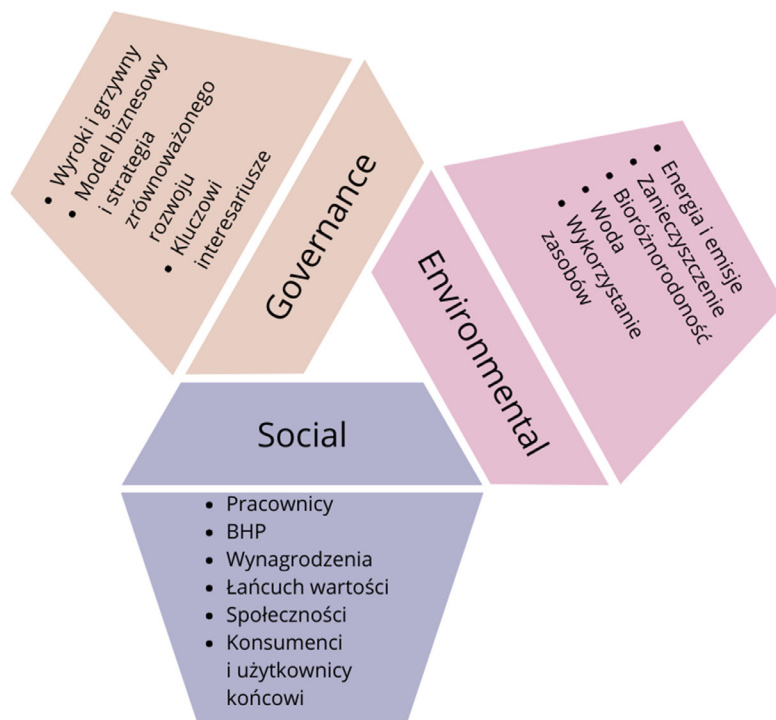 Governance
• Wyroki i grzywny
• Model biznesowy
i strategia
zrównoważonego
rozwoju
• Kluczowi
interesariusze
Environmental
• Energia i emisje
• Zanieczyszczenie
• Bioróżnorodoność
• Woda
• Wykorzystanie
zasobów
Social
• Pracownicy
• BHP
• Wynagrodzenia
• Łańcuch wartości
• Społeczności
• Konsumenci
i użytkownicy
końcowi